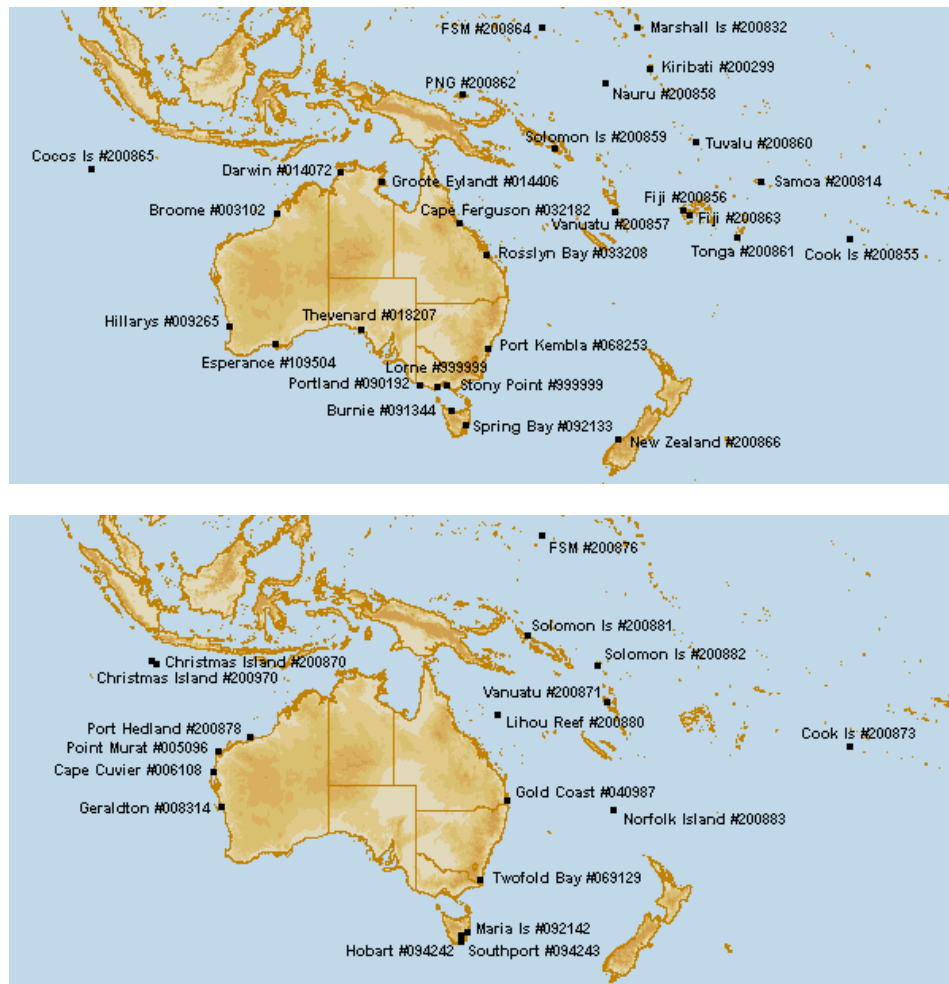 FSM #200864
Marshall Is #200832
Kiribati #200299
PNG #200862
Nauru #200858
Solomon Is #200859
Tuvalu #200860
Cocos Is #200865
Darwin #014072
Groote Eylandt #014406
Samoa #200814
Fiji #200856
Broome #003102
Cape Ferguson #032182
Fiji #200863
Vanuatu #200857
Rosslyn Bay #033208
Tonga #200861
Cook Is #200855
Thevenard #018207
Hillarys #009265
Port Kembla #068253
Esperance #109504
Lorne #999999
Portland #090192
Stony Point #999999
Burnie #091344
Spring Bay #092133
New Zealand #200866
FSM #200876
Solomon Is #200881
Solomon Is #200882
Christmas Island #200870
Christmas Island #200970
Vanuatu #200871
Lihou Reef #200880
Port Hedland #200878
Cook Is #200873
Point Murat #005096
Cape Cuvier #006108
Gold Coast #040987
Geraldton #008314
Norfolk Island #200883
Twofold Bay #069129
Maria Is #092142
Hobart #094242
Southport #094243